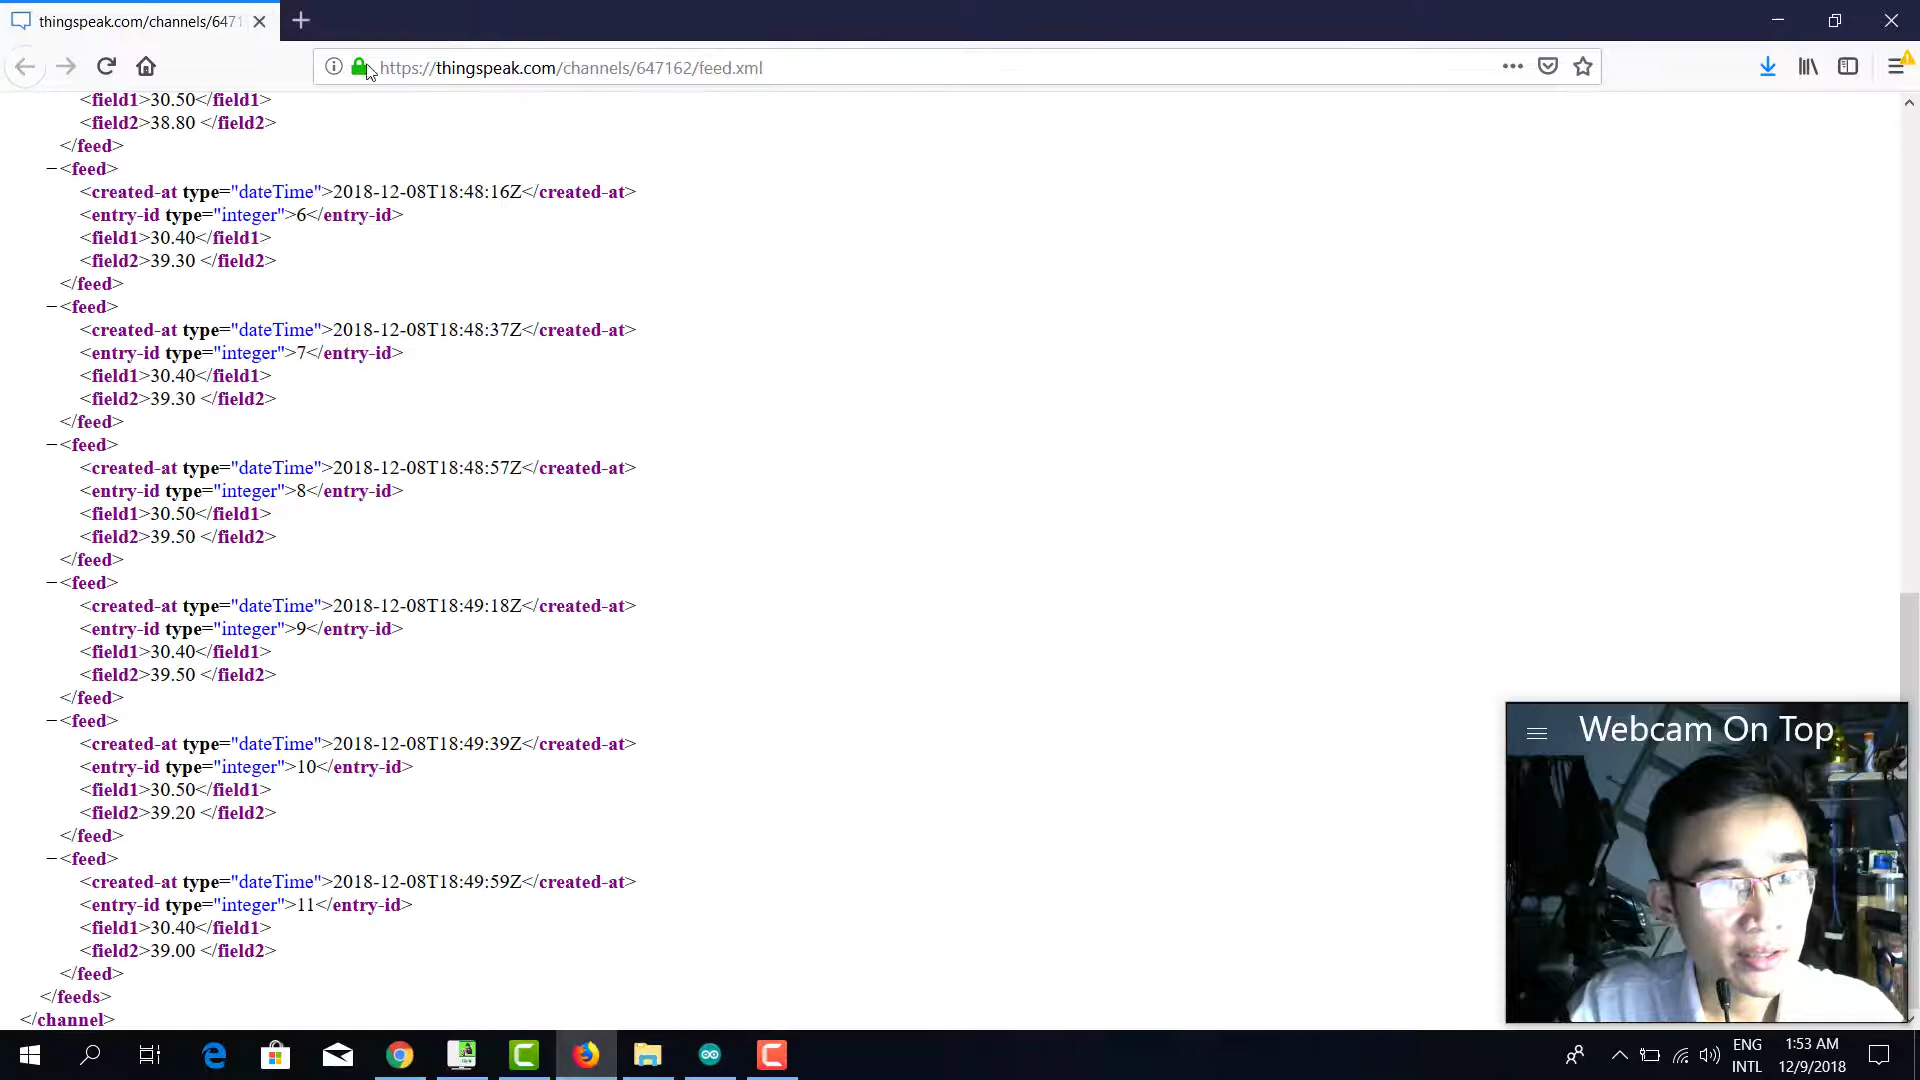 thingspeak.com/channels/6471
https://thingspeak.com/channels/647162/feed.xml
<field1>30.50</field1>
<field2>38.80 </field2>
</feed>
−<feed>
<created-at type="dateTime">2018-12-08T18:48:16Z</created-at>
<entry-id type="integer">6</entry-id>
<field1>30.40</field1>
<field2>39.30 </field2>
</feed>
−<feed>
<created-at type="dateTime">2018-12-08T18:48:37Z</created-at>
<entry-id type="integer">7</entry-id>
<field1>30.40</field1>
<field2>39.30 </field2>
</feed>
−<feed>
<created-at type="dateTime">2018-12-08T18:48:57Z</created-at>
<entry-id type="integer">8</entry-id>
<field1>30.50</field1>
<field2>39.50 </field2>
</feed>
−<feed>
<created-at type="dateTime">2018-12-08T18:49:18Z</created-at>
<entry-id type="integer">9</entry-id>
<field1>30.40</field1>
<field2>39.50 </field2>
</feed>
−<feed>
<created-at type="dateTime">2018-12-08T18:49:39Z</created-at>
<entry-id type="integer">10</entry-id>
<field1>30.50</field1>
<field2>39.20 </field2>
</feed>
−<feed>
<created-at type="dateTime">2018-12-08T18:49:59Z</created-at>
<entry-id type="integer">11</entry-id>
<field1>30.40</field1>
<field2>39.00 </field2>
</feed>
</feeds>
</channel>
Webcam On Top
ENG
INTL
1:53 AM
12/9/2018